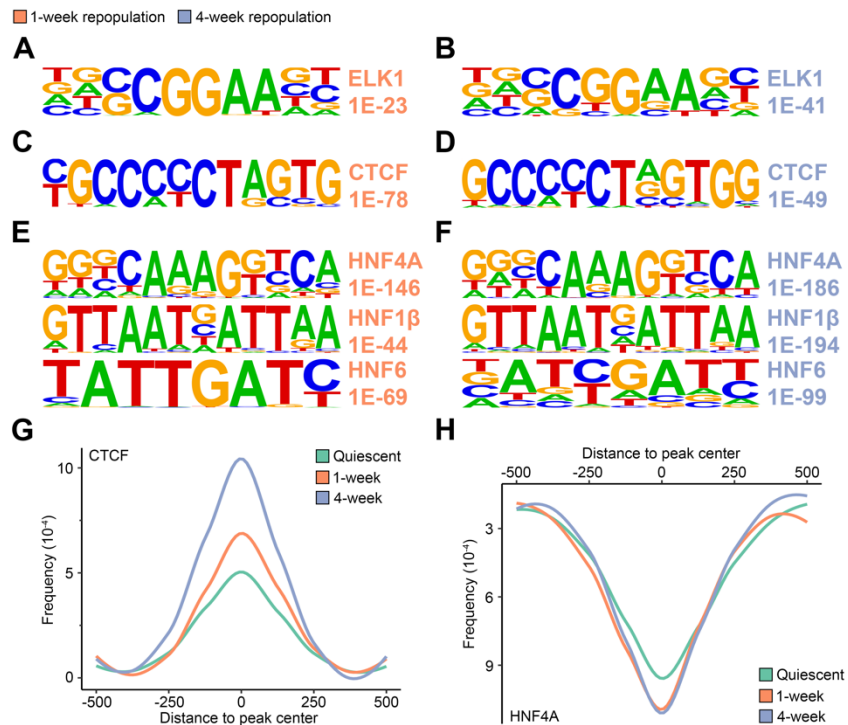 1-week repopulation 4-week repopulation
A B
ELK1 ELK1
1E-23 1E-41
C D
CTCF CTCF
1E-78 1E-49
E F
HNF4A HNF4A
1E-146 1E-186
HNF1β HNF1β
1E-44 1E-194
HNF6 HNF6
1E-69 1E-99
G
CTCF
Quiescent
1-week
4-week
Frequency (10⁻⁴)
10
5
0
-500 -250 0 250 500
Distance to peak center
H
Distance to peak center
-500 -250 0 250 500
Frequency (10⁻⁴)
3
6
9
Quiescent
1-week
4-week
HNF4A